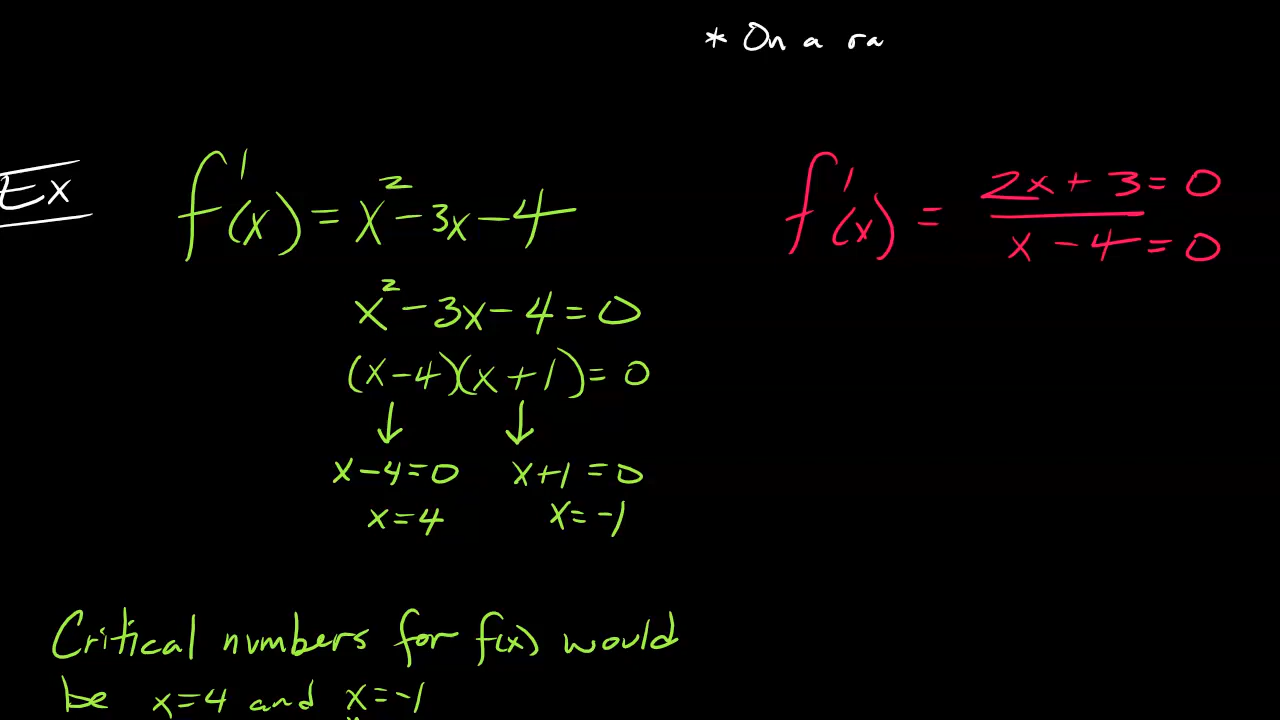 * On a ra
Ex
f'(x) = x² - 3x - 4
x² - 3x - 4 = 0
(x - 4)(x + 1) = 0
↓ ↓
x - 4 = 0 x + 1 = 0
x = 4 x = -1
Critical numbers for f(x) would
be x = 4 and x = -1
f'(x) = 2x + 3 = 0
x - 4 = 0